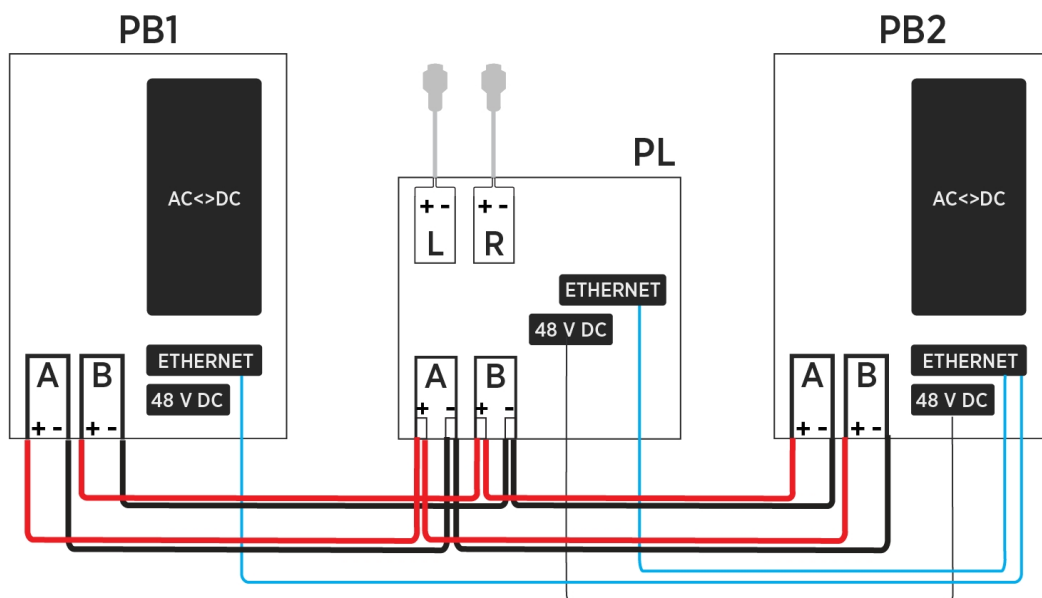 PB1
PB2
PL
AC<>DC
AC<>DC
+ - + -
L R
ETHERNET
48 V DC
A B
ETHERNET
48 V DC
+ - + -
A B
+ - + -
A B
ETHERNET
48 V DC
+ - + -